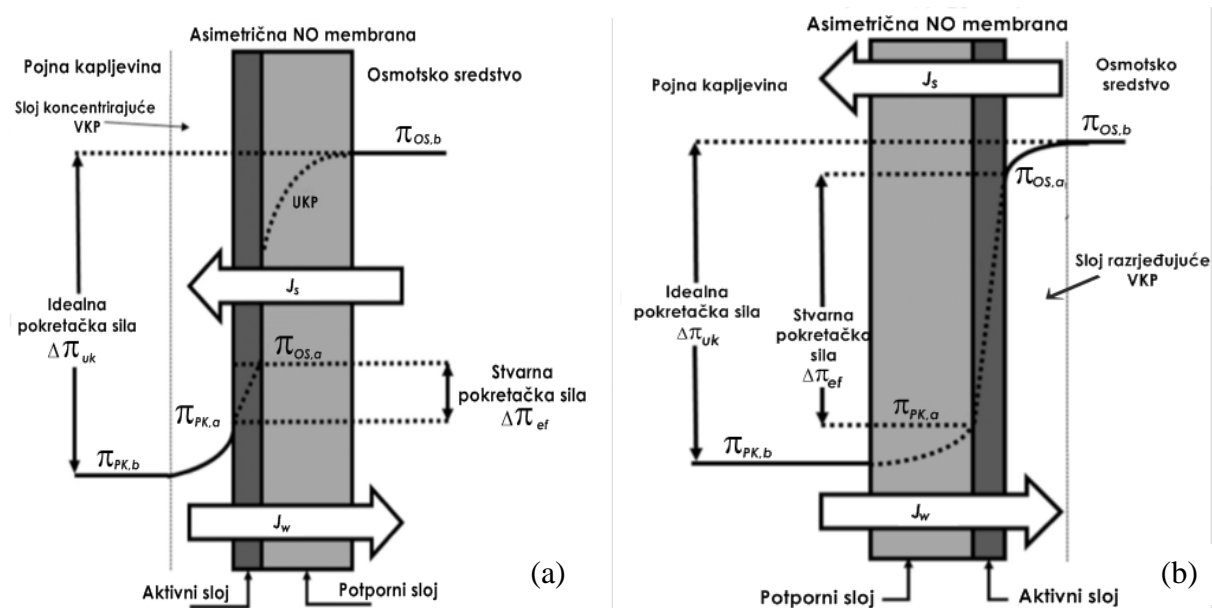 Asimetrična NO membrana
Pojna kapljevina
Osmotsko sredstvo
Sloj koncentrirajuće
VKP
πOS,b
UKP
Js
Idealna
pokretačka sila
Δπuk
πOS,a
Stvarna
pokretačka sila
Δπef
πPK,a
πPK,b
Jw
Aktivni sloj
Potporni sloj
(a)
Asimetrična NO membrana
Pojna kapljevina
Js
Osmotsko
sredstvo
πOS,b
πOS,a
Sloj razrjeđujuće
VKP
Idealna
pokretačka sila
Δπuk
Stvarna
pokretačka
sila
Δπef
πPK,a
πPK,b
Jw
Potporni sloj
Aktivni sloj
(b)